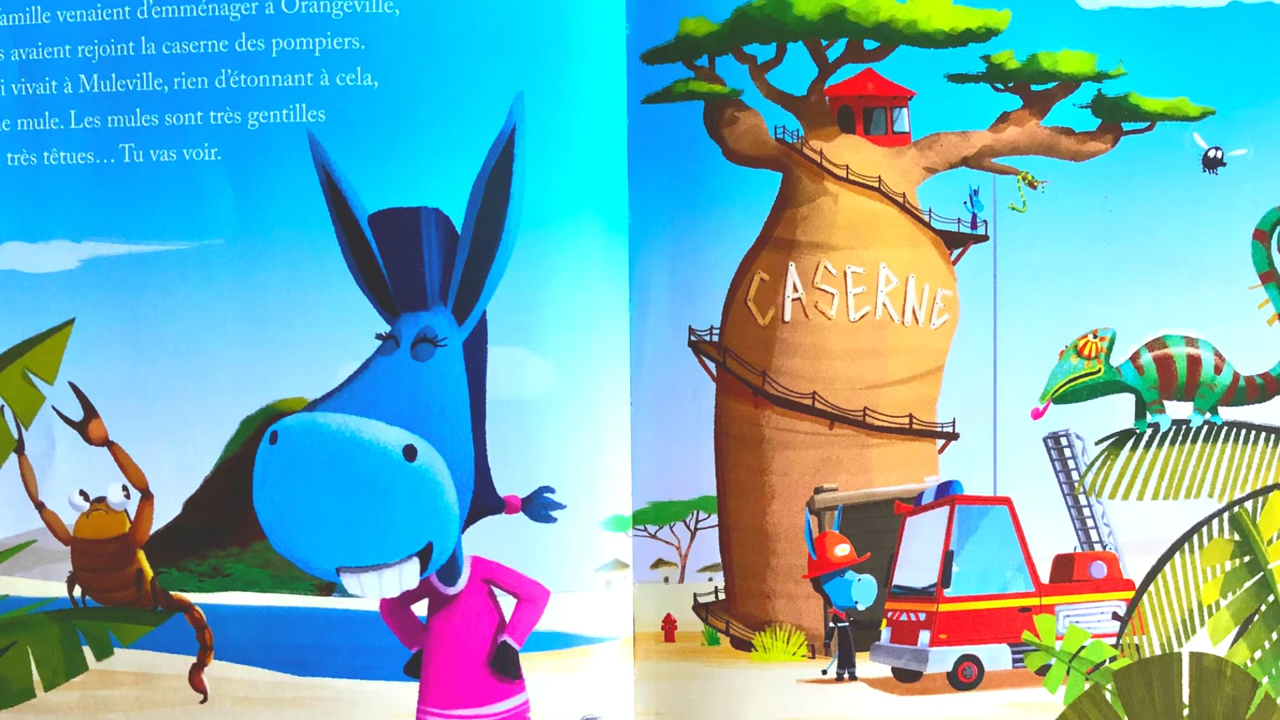 famille venaient d'emménager à Orangeville,
s avaient rejoint la caserne des pompiers.
i vivait à Muleville, rien d'étonnant à cela,
e mule. Les mules sont très gentilles
très têtues… Tu vas voir.
CASERNE